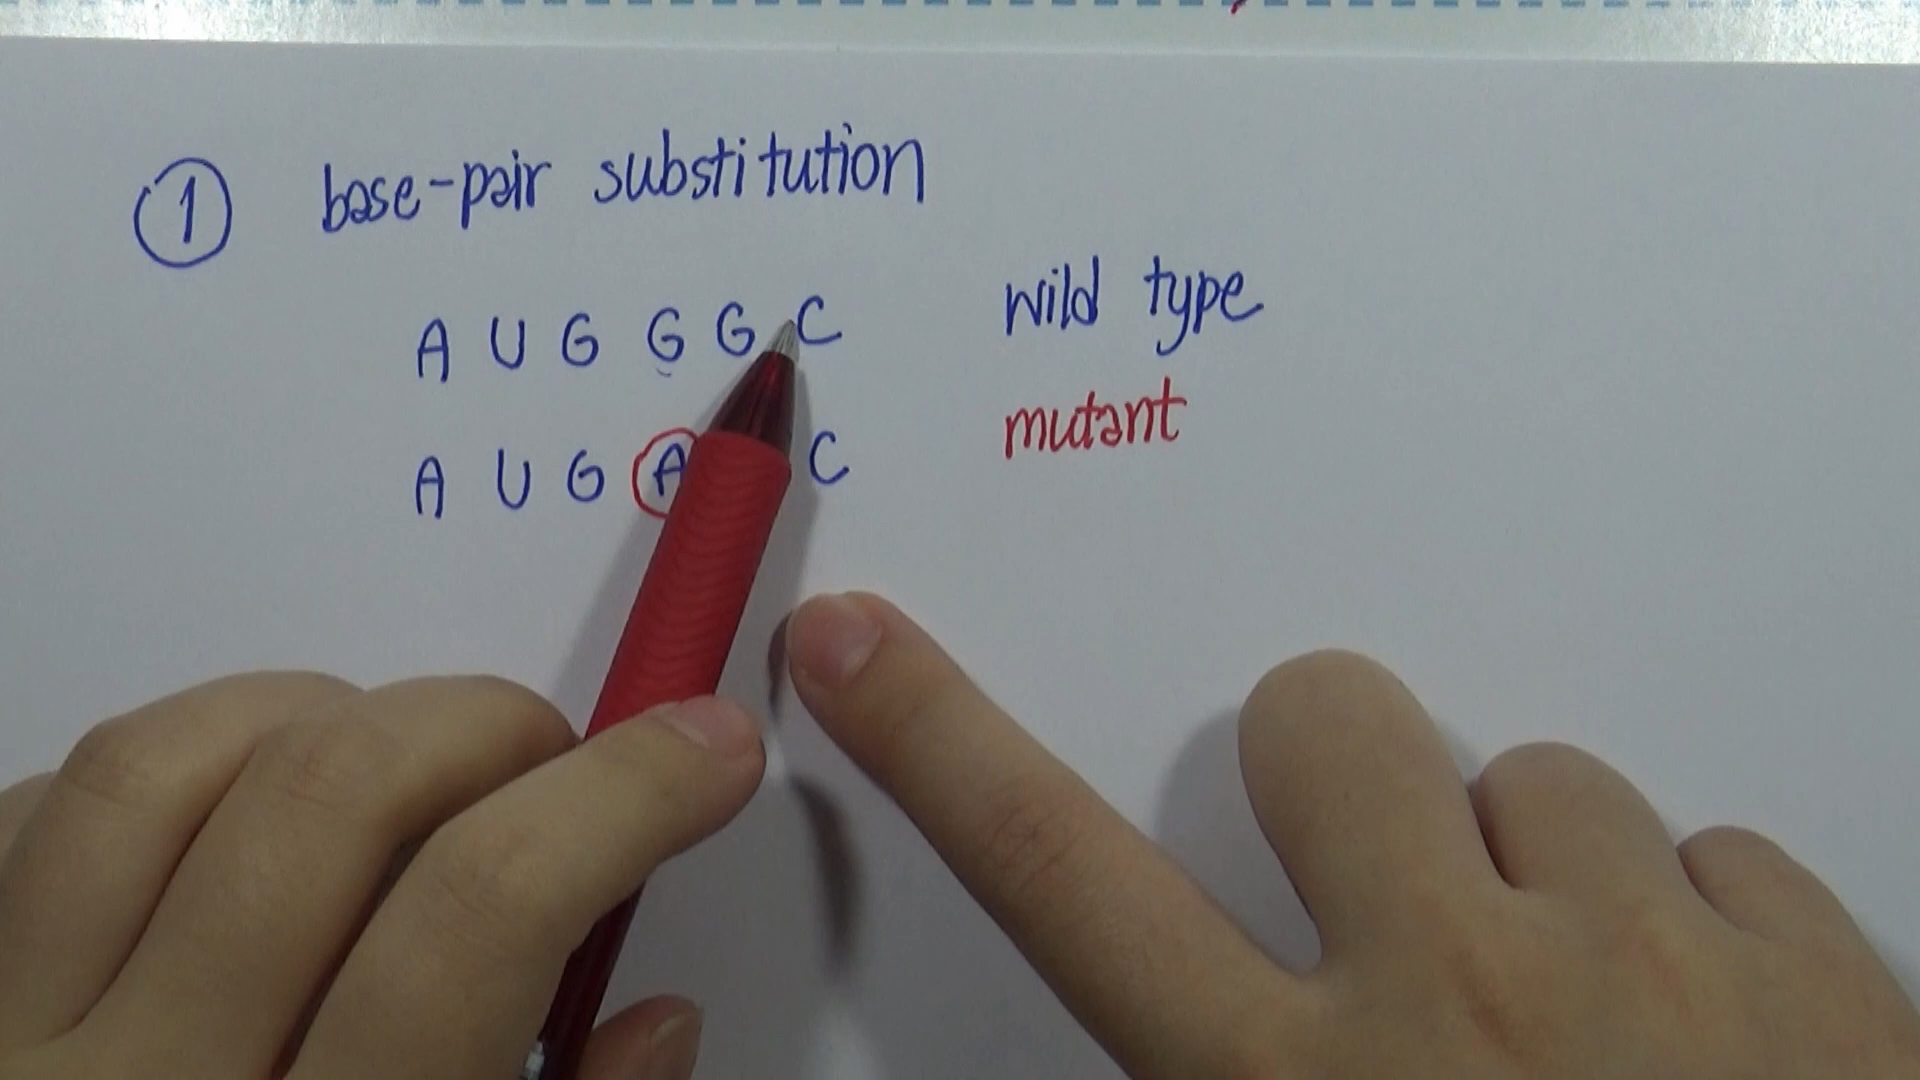 1 base-pair substitution
A U G G G C wild type
A U G A C mutant